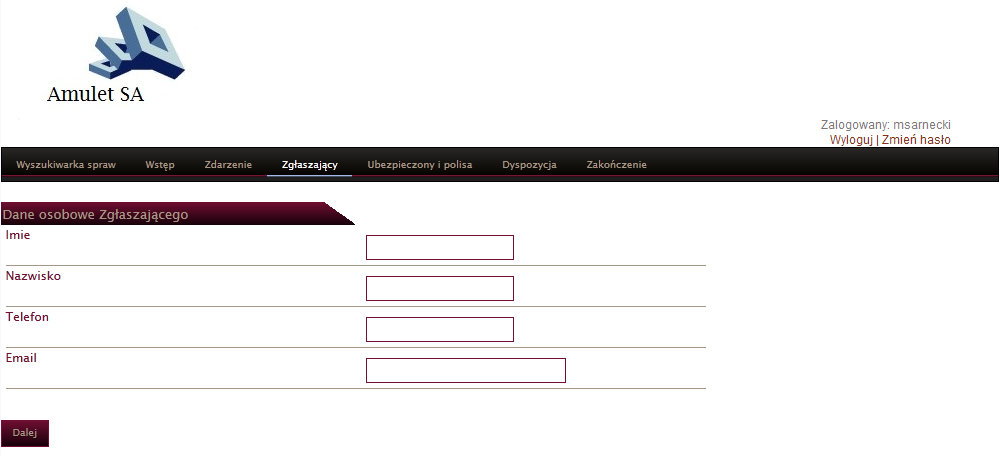 Amulet SA
Zalogowany: msarnecki
Wyloguj | Zmień hasło
Wyszukiwarka spraw Wstęp Zdarzenie Zgłaszający Ubezpieczony i polisa Dyspozycja Zakończenie
Dane osobowe Zgłaszającego
Imie
Nazwisko
Telefon
Email
Dalej